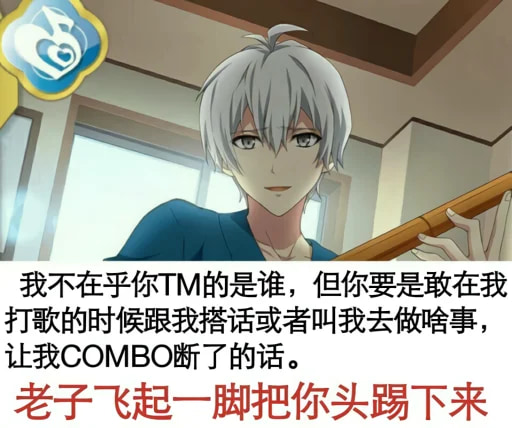 我不在乎你TM的是谁，但你要是敢在我
打歌的时候跟我搭话或者叫我去做啥事，
让我COMBO断了的话。
老子飞起一脚把你头踢下来